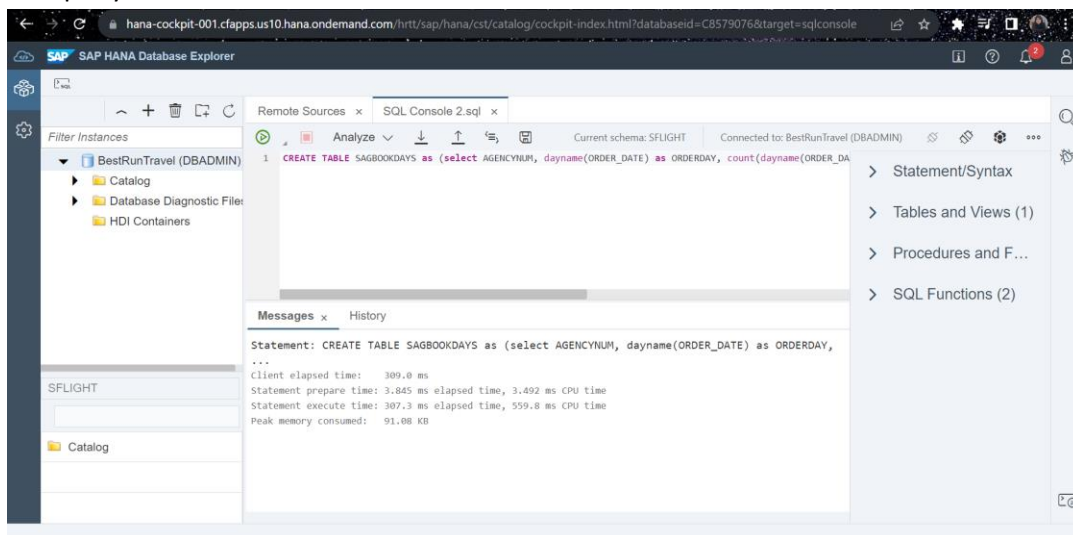 hana-cockpit-001.cfapps.us10.hana.ondemand.com/hrtt/sap/hana/cst/catalog/cockpit-index.html?databaseid=C8579076&target=sqlconsole
SAP SAP HANA Database Explorer
2
SQL
Remote Sources x SQL Console 2.sql x
Filter Instances
Analyze
Current schema: SFLIGHT
Connected to: BestRunTravel (DBADMIN)
BestRunTravel (DBADMIN)
Catalog
Database Diagnostic Files
HDI Containers
1 CREATE TABLE SAGBOOKDAYS as (select AGENCYNUM, dayname(ORDER_DATE) as ORDERDAY, count(dayname(ORDER_DA
Statement/Syntax
Tables and Views (1)
Procedures and F...
SQL Functions (2)
Messages x History
Statement: CREATE TABLE SAGBOOKDAYS as (select AGENCYNUM, dayname(ORDER_DATE) as ORDERDAY,
...
Client elapsed time: 309.0 ms
Statement prepare time: 3.845 ms elapsed time, 3.492 ms CPU time
Statement execute time: 307.3 ms elapsed time, 559.8 ms CPU time
Peak memory consumed: 91.08 KB
SFLIGHT
Catalog